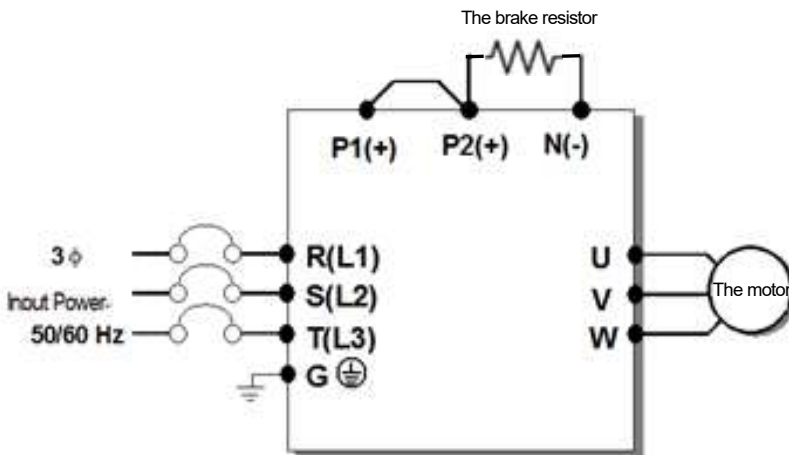 The brake resistor
P1(+) P2(+) N(-)
3 ϕ
Inout Power-
50/60 Hz
R(L1)
S(L2)
T(L3)
G
U
V
W
The motor